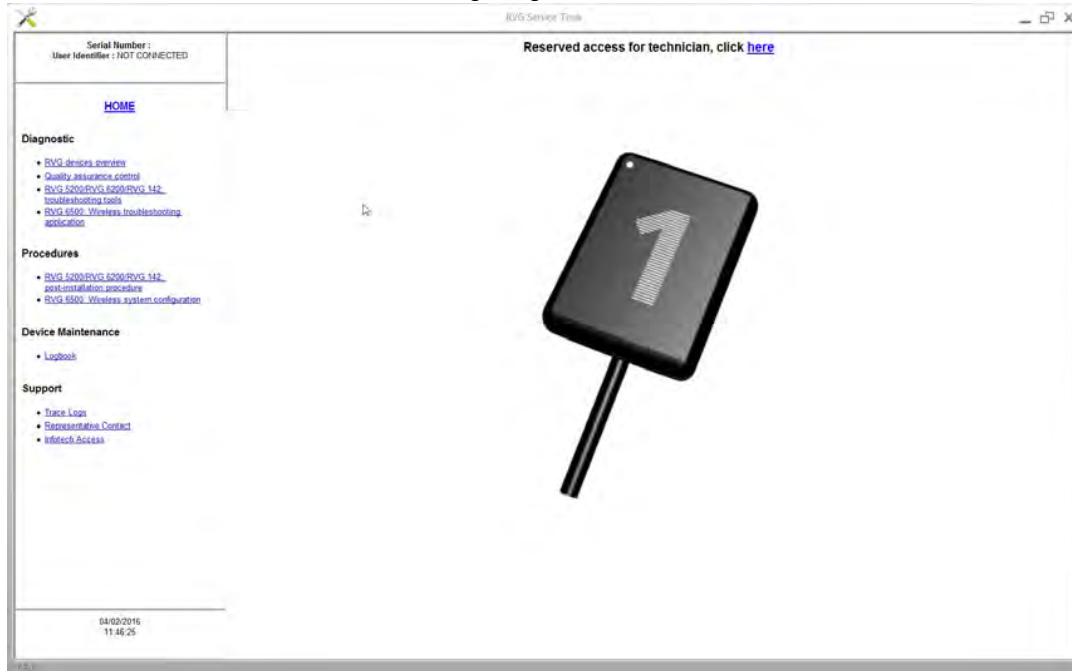 RVG Service Tools
Serial Number :
User Identifier : NOT CONNECTED
Reserved access for technician, click here
HOME
Diagnostic
RVG devices overview
Quality assurance control
RVG 5200/RVG 6200/RVG 142:
troubleshooting tools
RVG 6500: Wireless troubleshooting
application
1
Procedures
RVG 5200/RVG 6200/RVG 142:
post-installation procedure
RVG 6500: Wireless system configuration
Device Maintenance
Logbook
Support
Trace Logs
Representative Contact
Infotech Access
04/02/2016
11:46:25